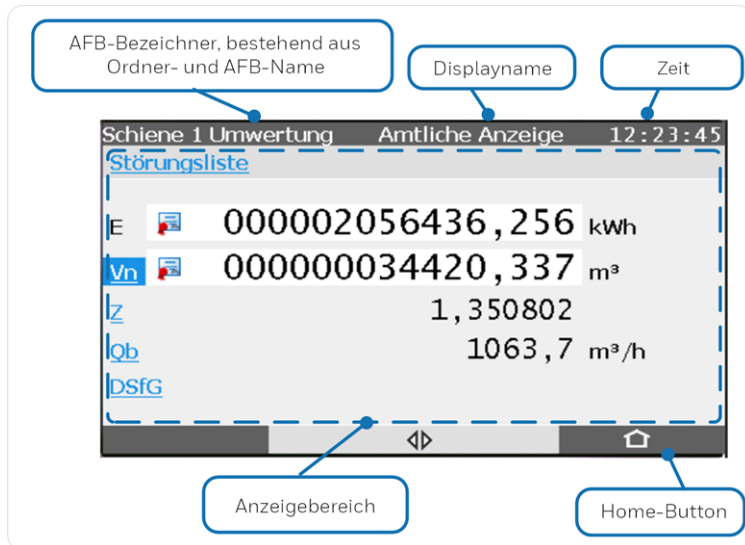 AFB-Bezeichner, bestehend aus
Ordner- und AFB-Name
Displayname
Zeit
Schiene 1 Umwertung Amtliche Anzeige 12:23:45
Störungsliste
E 000002056436,256 kWh
Vn 000000034420,337 m³
Z 1,350802
Qb 1063,7 m³/h
DSfG
Anzeigebereich
Home-Button